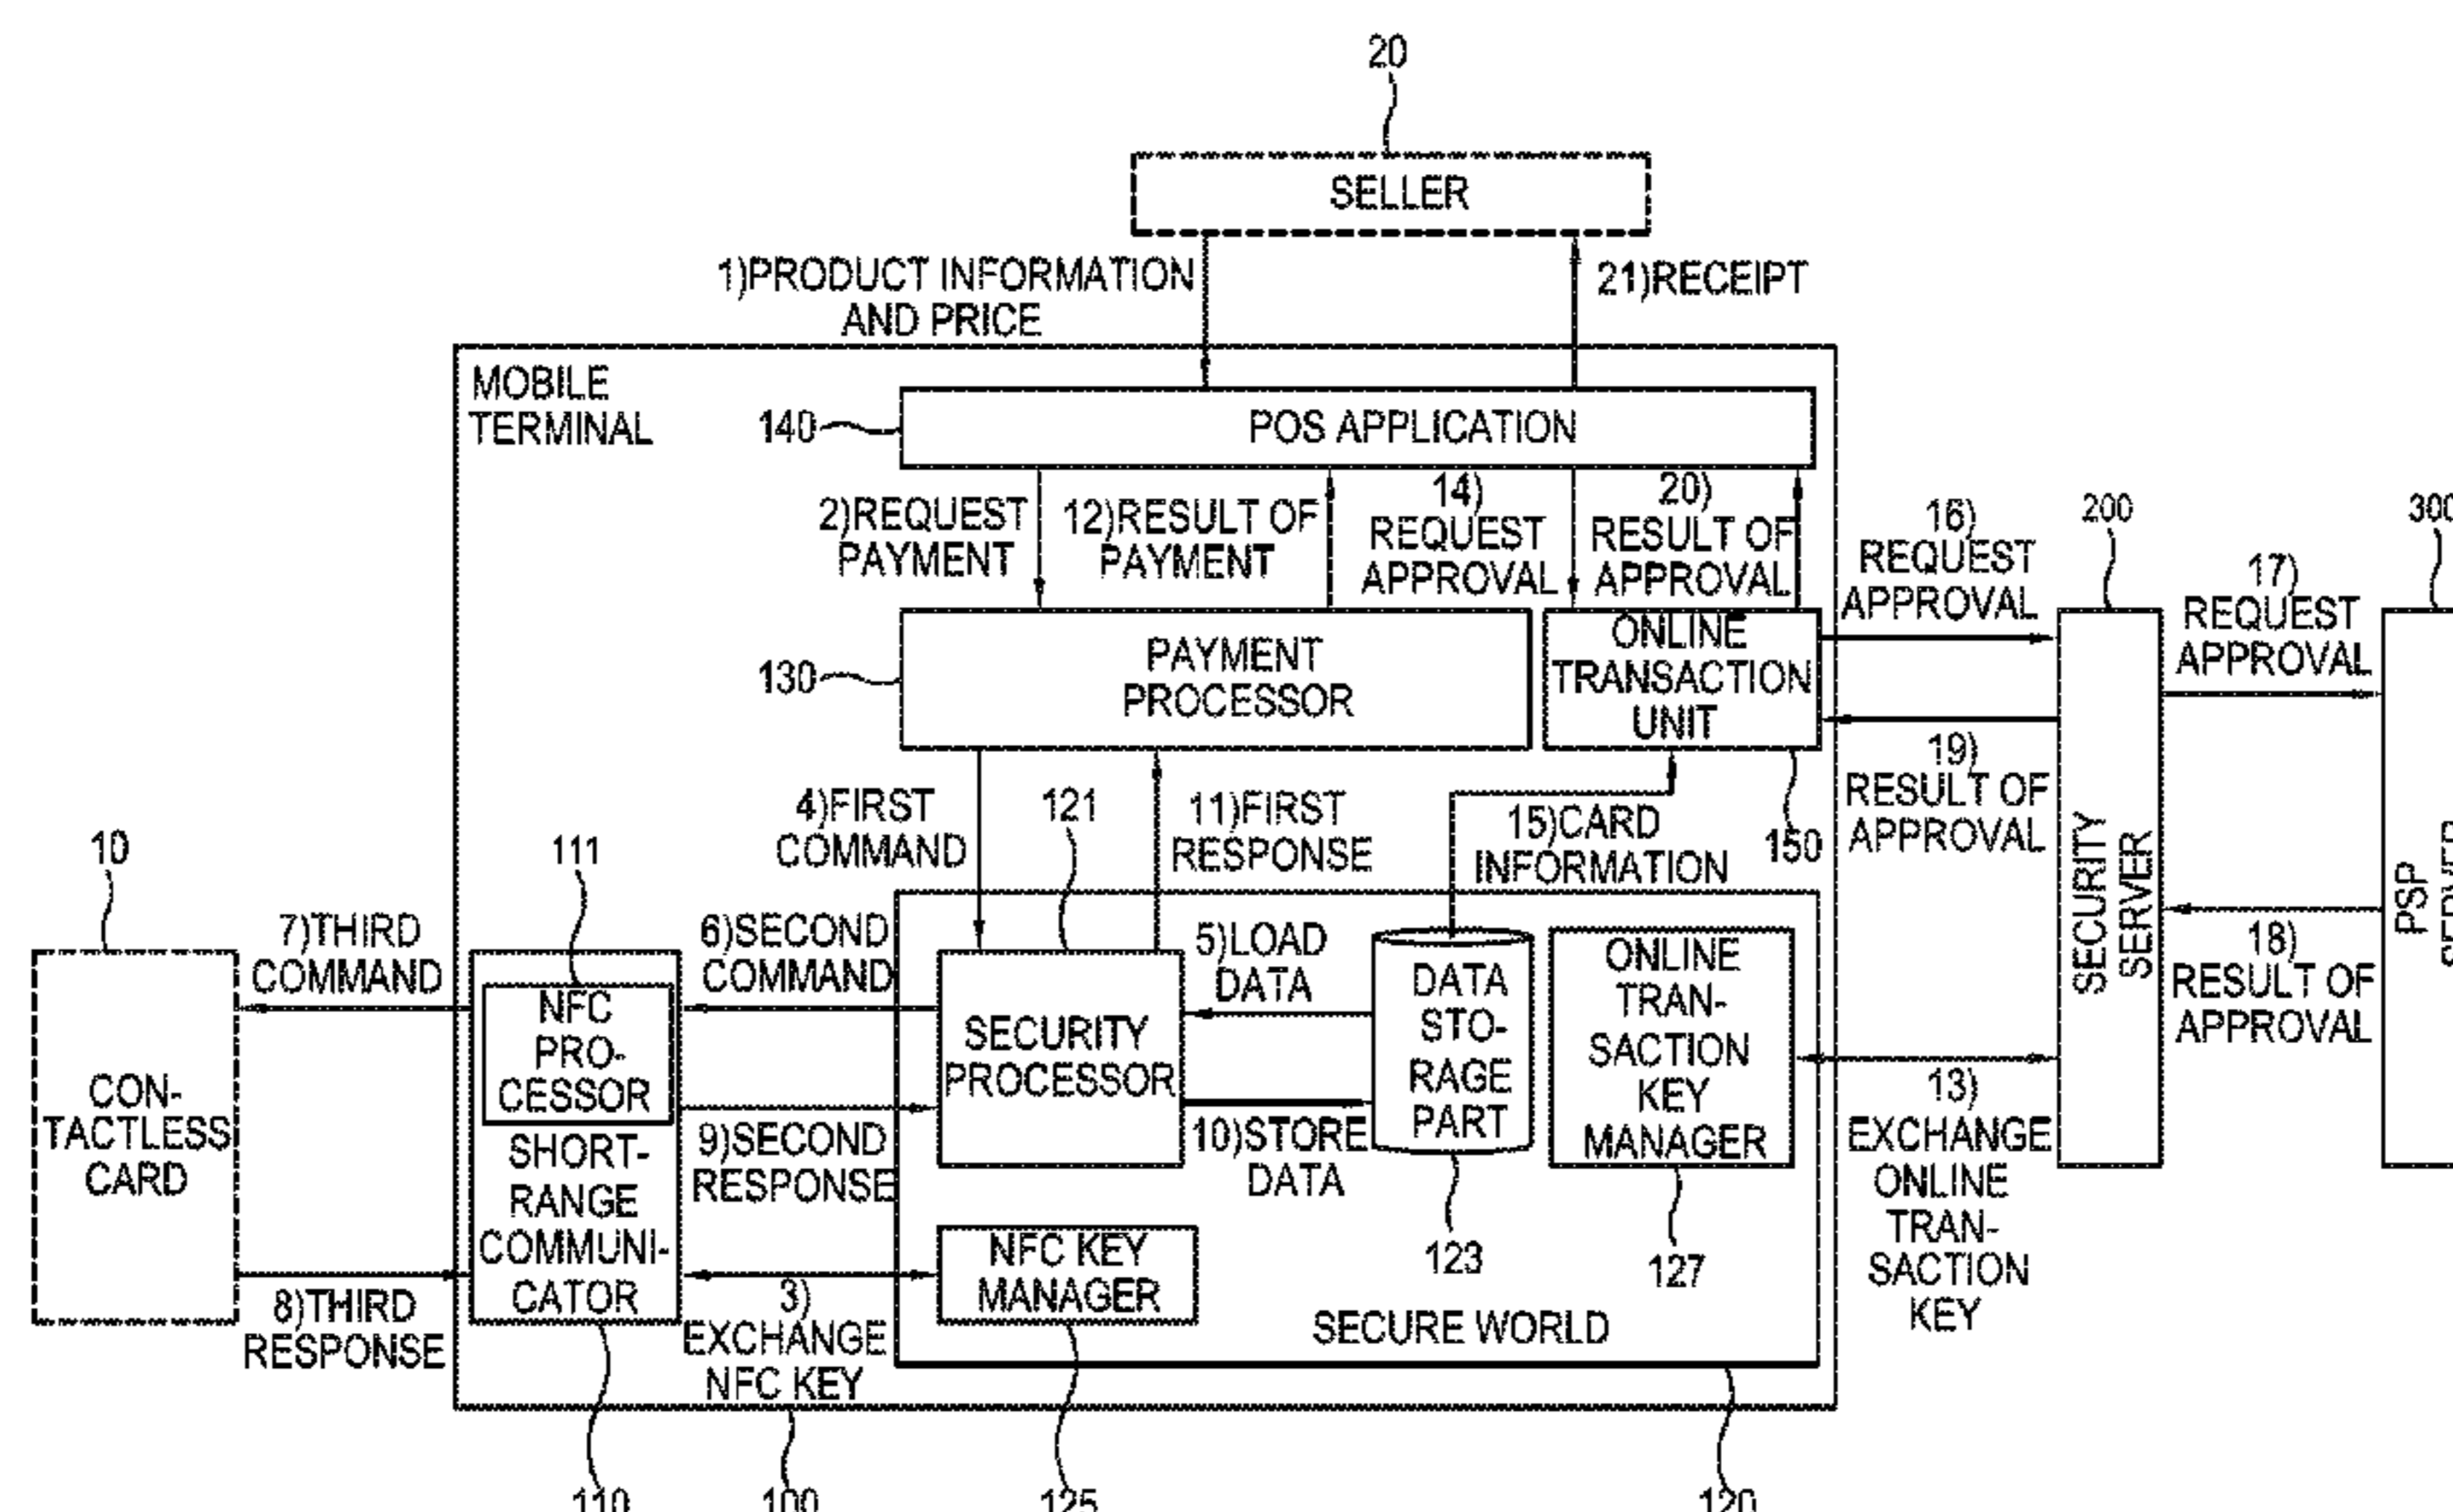 20
SELLER
1)PRODUCT INFORMATION
AND PRICE
21)RECEIPT
MOBILE
TERMINAL
140
POS APPLICATION
2)REQUEST
PAYMENT
12)RESULT OF
PAYMENT
14)
REQUEST
APPROVAL
20)
RESULT OF
APPROVAL
16)
REQUEST
APPROVAL
200
17)
REQUEST
APPROVAL
300
130
PAYMENT
PROCESSOR
ONLINE
TRANSACTION
UNIT
19)
RESULT OF
APPROVAL
4)FIRST
COMMAND
121
11)FIRST
RESPONSE
15)CARD
INFORMATION
150
SECURITY
SERVER
PSP
SERVER
18)
RESULT OF
APPROVAL
10
111
7)THIRD
COMMAND
6)SECOND
COMMAND
5)LOAD
DATA
CON-
TACTLESS
CARD
NFC
PRO-
CESSOR
SHORT-
RANGE
COMMUNI-
CATOR
SECURITY
PROCESSOR
DATA
STO-
RAGE
PART
ONLINE
TRAN-
SACTION
KEY
MANAGER
9)SECOND
RESPONSE
10)STORE
DATA
13)
EXCHANGE
ONLINE
TRAN-
SACTION
KEY
8)THIRD
RESPONSE
3)
EXCHANGE
NFC KEY
NFC KEY
MANAGER
123
127
SECURE WORLD
110
100
125
120